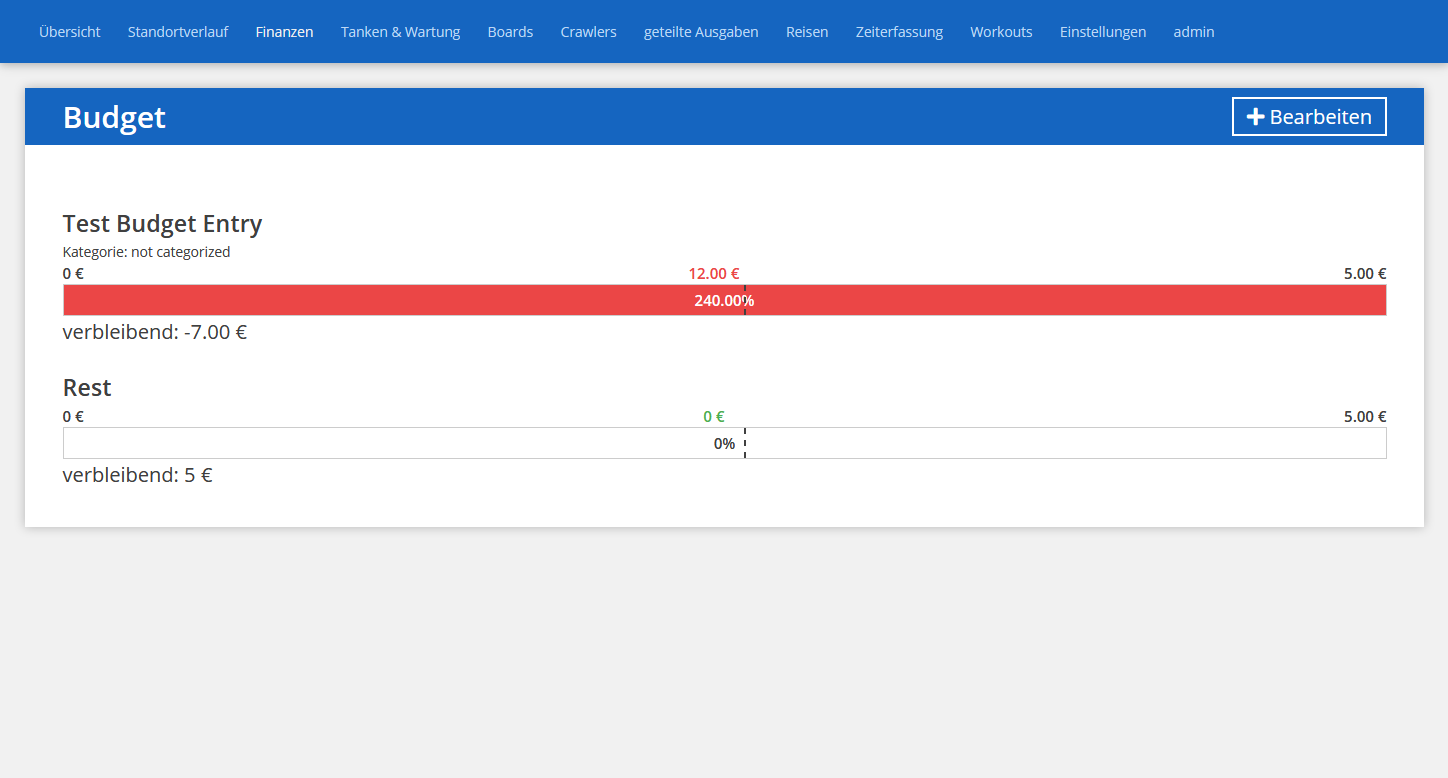 Übersicht Standortverlauf Finanzen Tanken & Wartung Boards Crawlers geteilte Ausgaben Reisen Zeiterfassung Workouts Einstellungen admin
Budget Bearbeiten
Test Budget Entry
Kategorie: not categorized
0 € 12.00 € 5.00 €
240.00%
verbleibend: -7.00 €
Rest
0 € 0 € 5.00 €
0%
verbleibend: 5 €